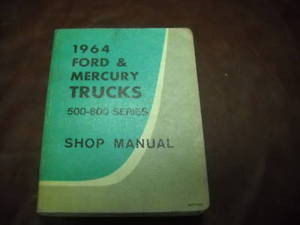 1964
FORD &
MERCURY
TRUCKS
500-800 SERIES
SHOP MANUAL